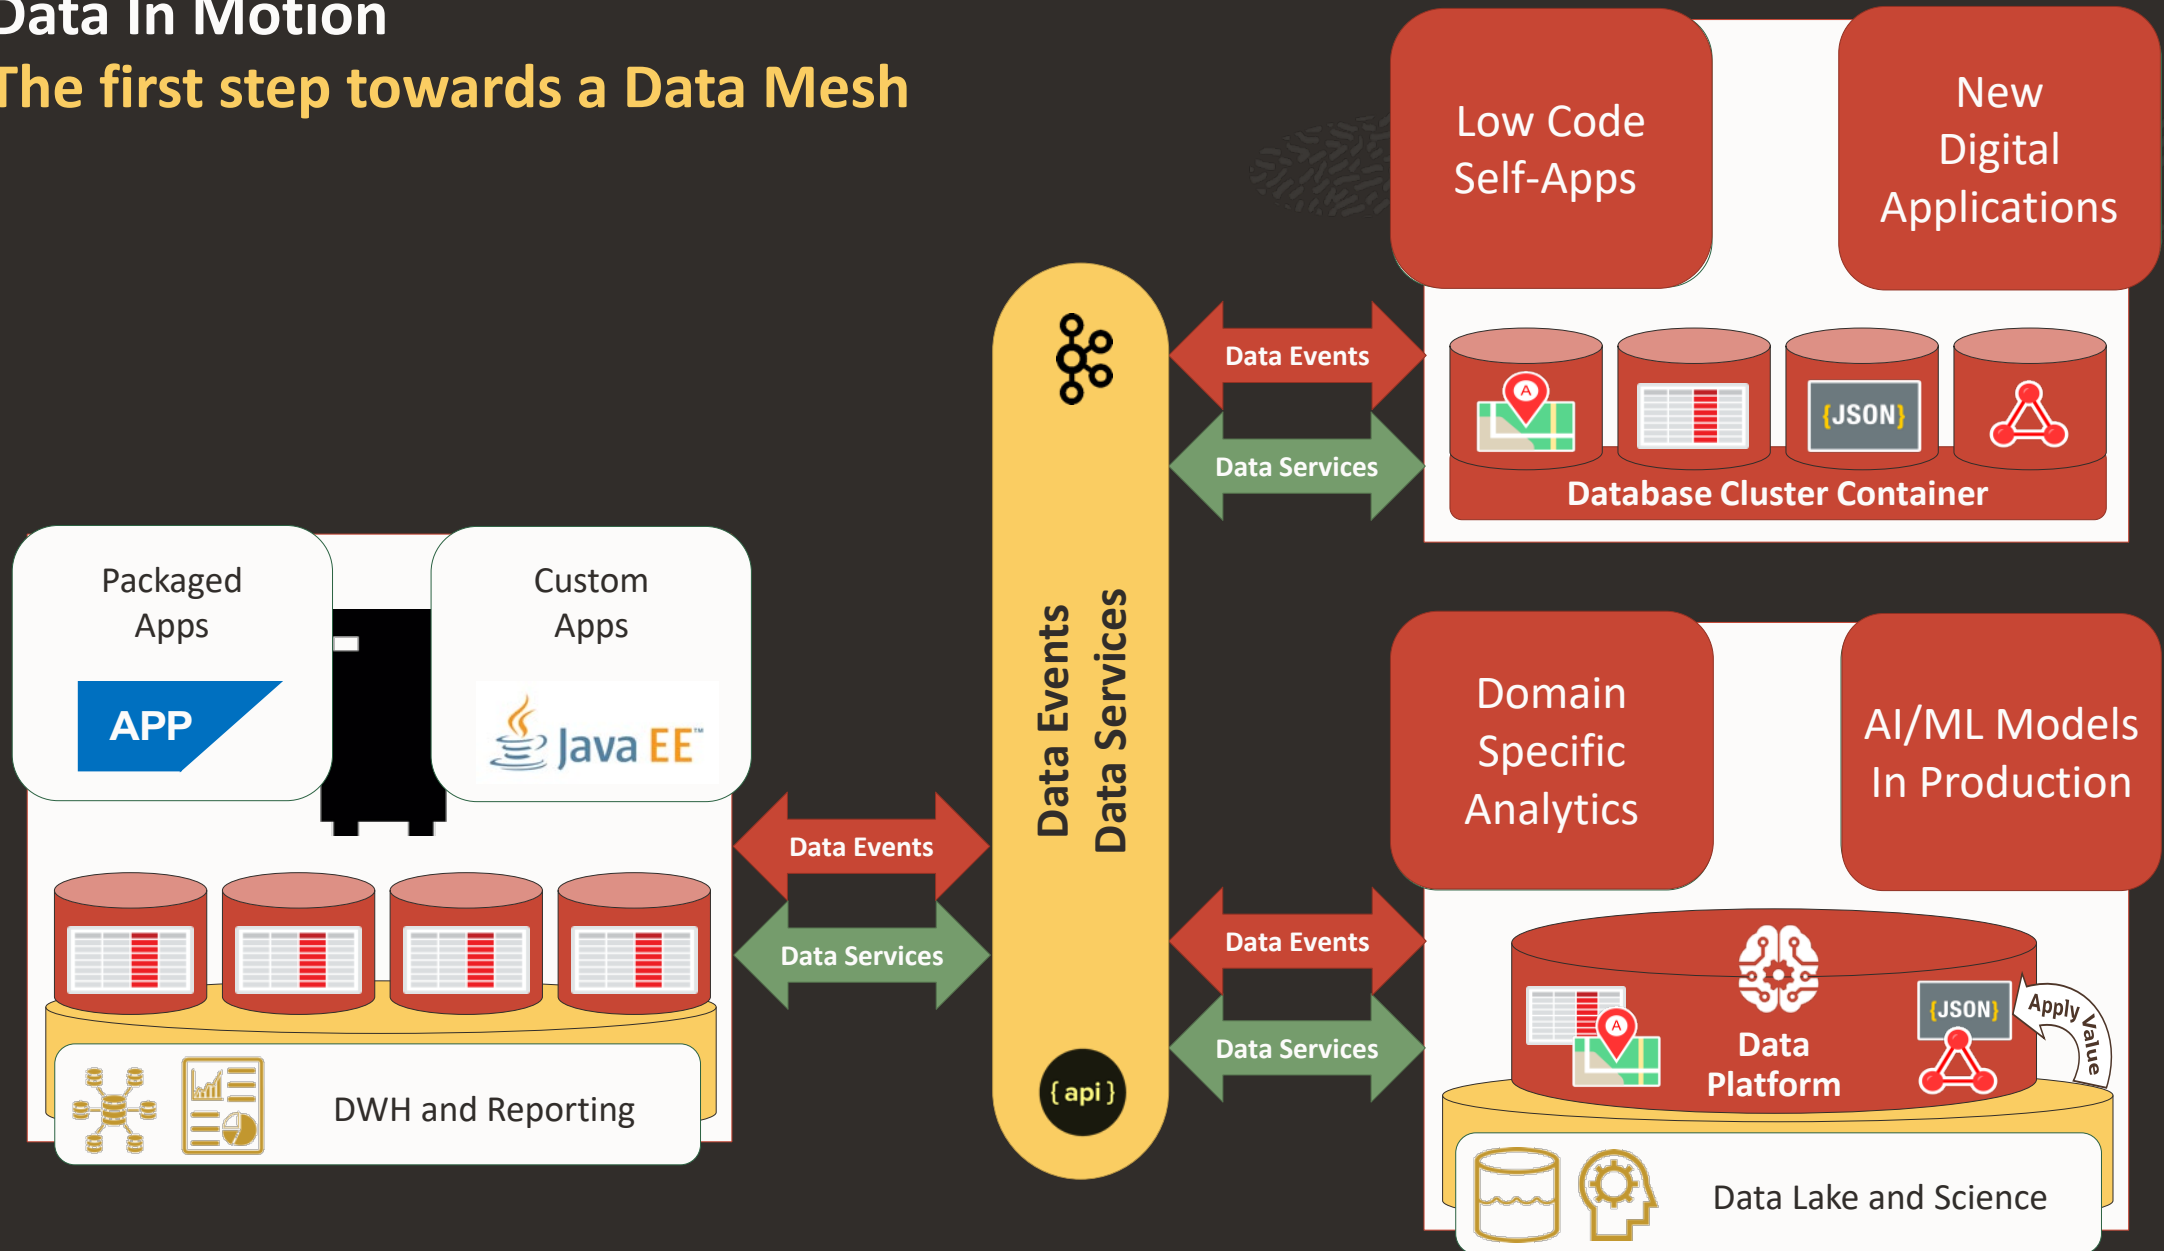 Data In Motion
The first step towards a Data Mesh
Low Code
Self-Apps
New
Digital
Applications
Data Events
Data Services
A
{JSON}
Database Cluster Container
Packaged
Apps
APP
Custom
Apps
Java EE™
Data Events
Data Services
DWH and Reporting
Data Events
Data Services
{ api }
Domain
Specific
Analytics
AI/ML Models
In Production
Data Events
Data Services
A
{JSON}
Data
Platform
Apply Value
Data Lake and Science